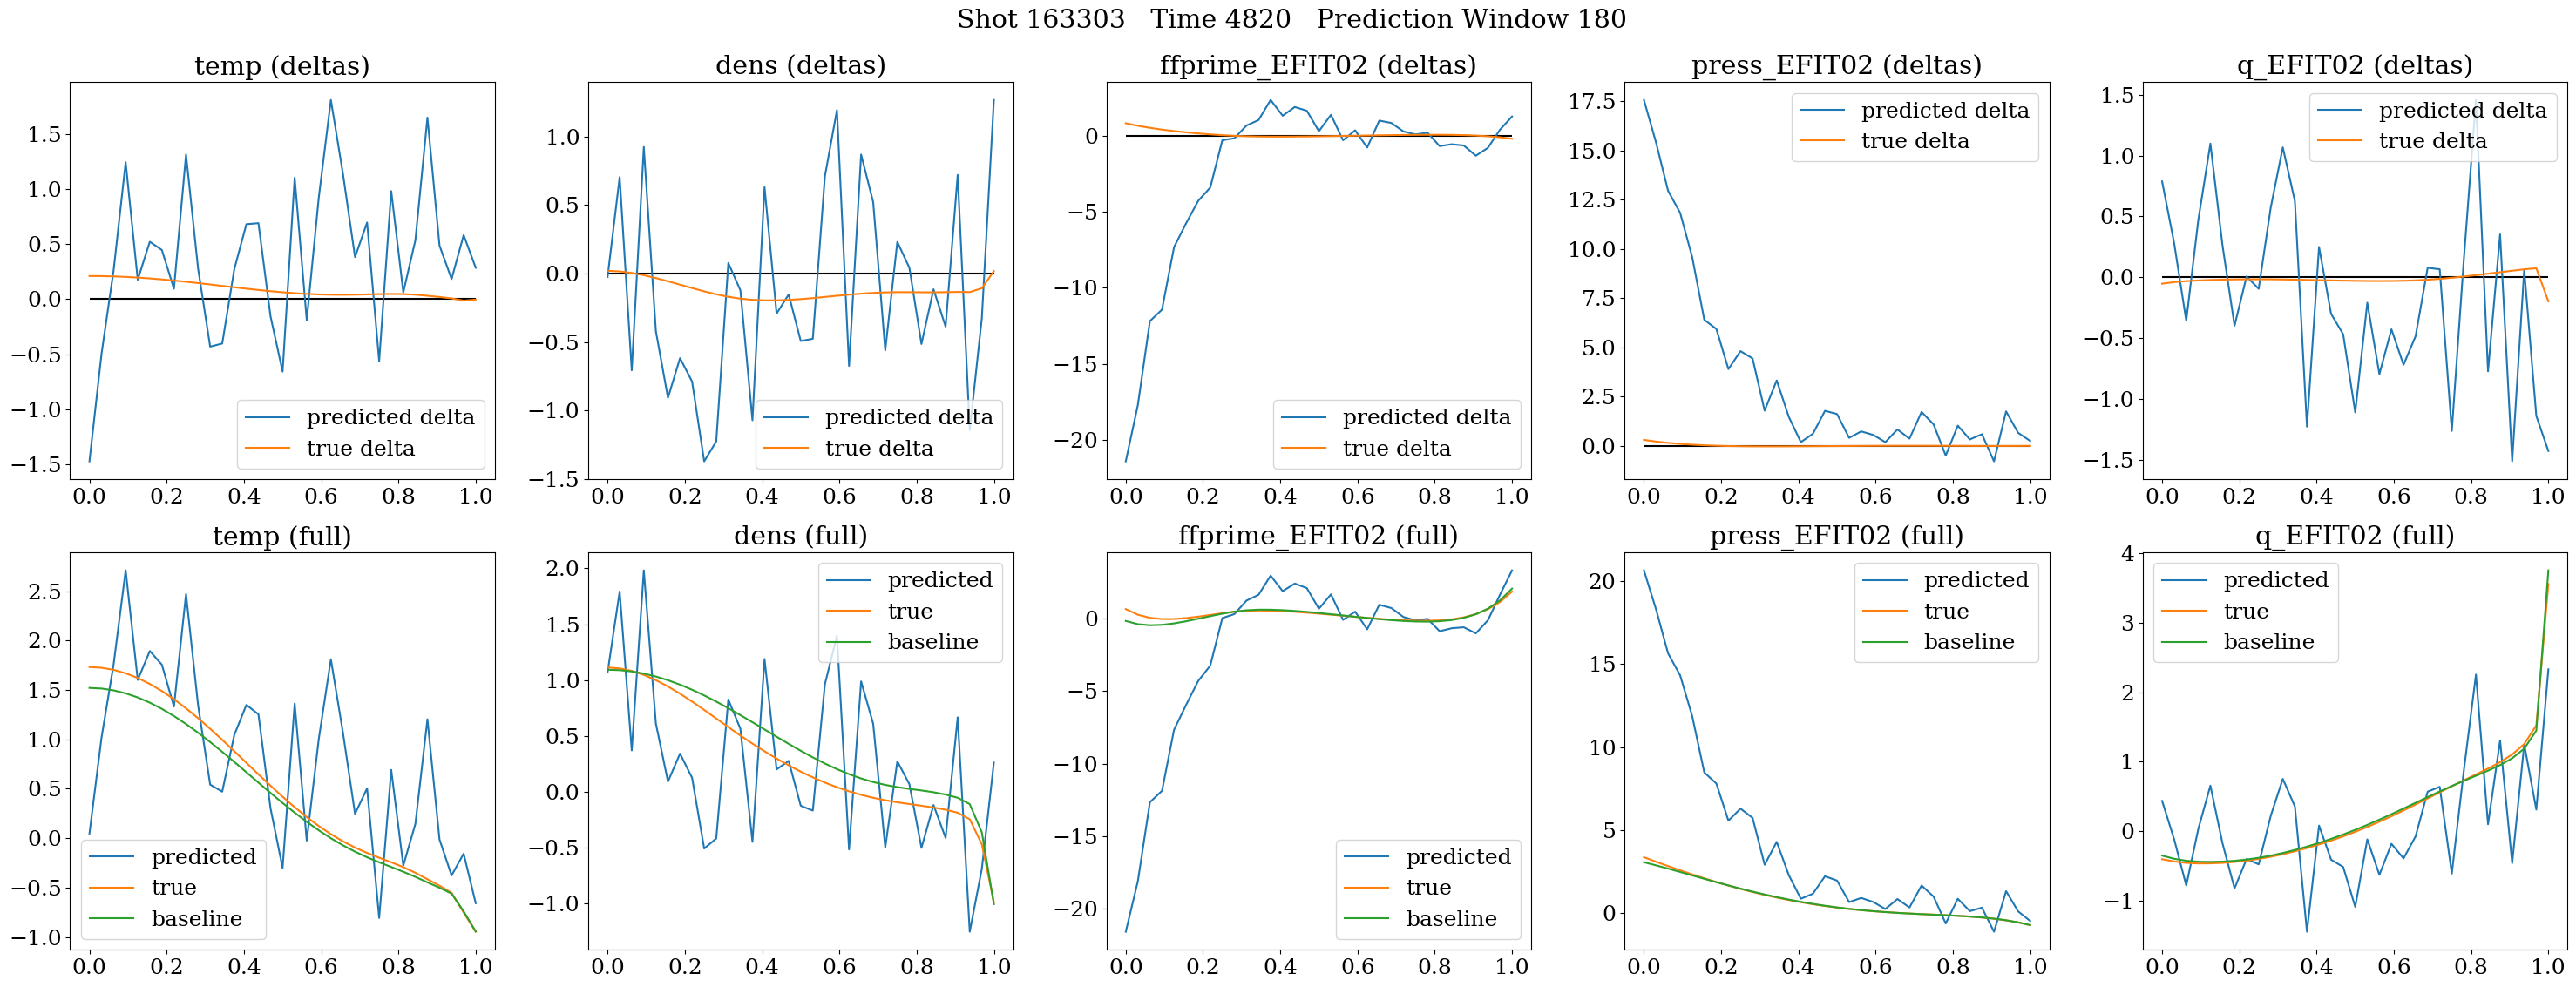 Shot 163303   Time 4820   Prediction Window 180
temp (deltas)
1.5
1.0
0.5
0.0
−0.5
−1.0
−1.5
0.0 0.2 0.4 0.6 0.8 1.0
predicted delta
true delta
dens (deltas)
1.0
0.5
0.0
−0.5
−1.0
−1.5
0.0 0.2 0.4 0.6 0.8 1.0
predicted delta
true delta
ffprime_EFIT02 (deltas)
0
−5
−10
−15
−20
0.0 0.2 0.4 0.6 0.8 1.0
predicted delta
true delta
press_EFIT02 (deltas)
17.5
15.0
12.5
10.0
7.5
5.0
2.5
0.0
0.0 0.2 0.4 0.6 0.8 1.0
predicted delta
true delta
q_EFIT02 (deltas)
1.5
1.0
0.5
0.0
−0.5
−1.0
−1.5
0.0 0.2 0.4 0.6 0.8 1.0
predicted delta
true delta
temp (full)
2.5
2.0
1.5
1.0
0.5
0.0
−0.5
−1.0
0.0 0.2 0.4 0.6 0.8 1.0
predicted
true
baseline
dens (full)
2.0
1.5
1.0
0.5
0.0
−0.5
−1.0
0.0 0.2 0.4 0.6 0.8 1.0
predicted
true
baseline
ffprime_EFIT02 (full)
0
−5
−10
−15
−20
0.0 0.2 0.4 0.6 0.8 1.0
predicted
true
baseline
press_EFIT02 (full)
20
15
10
5
0
0.0 0.2 0.4 0.6 0.8 1.0
predicted
true
baseline
q_EFIT02 (full)
4
3
2
1
0
−1
0.0 0.2 0.4 0.6 0.8 1.0
predicted
true
baseline